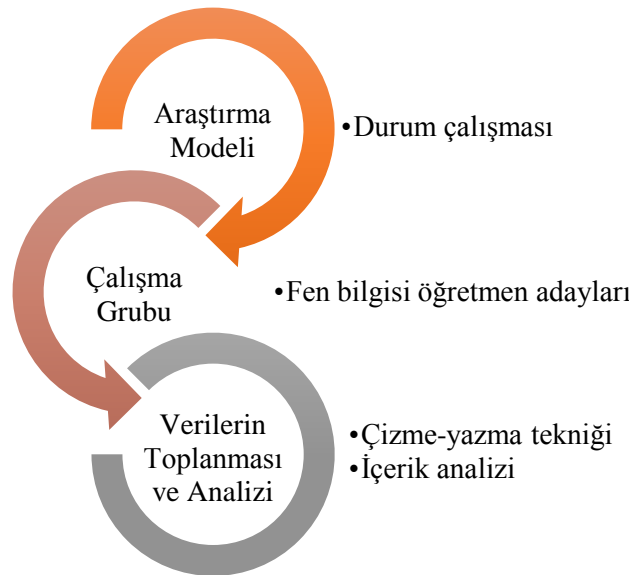 Araştırma
Modeli
•Durum çalışması
Çalışma
Grubu
•Fen bilgisi öğretmen adayları
Verilerin
Toplanması
ve Analizi
•Çizme-yazma tekniği
•İçerik analizi